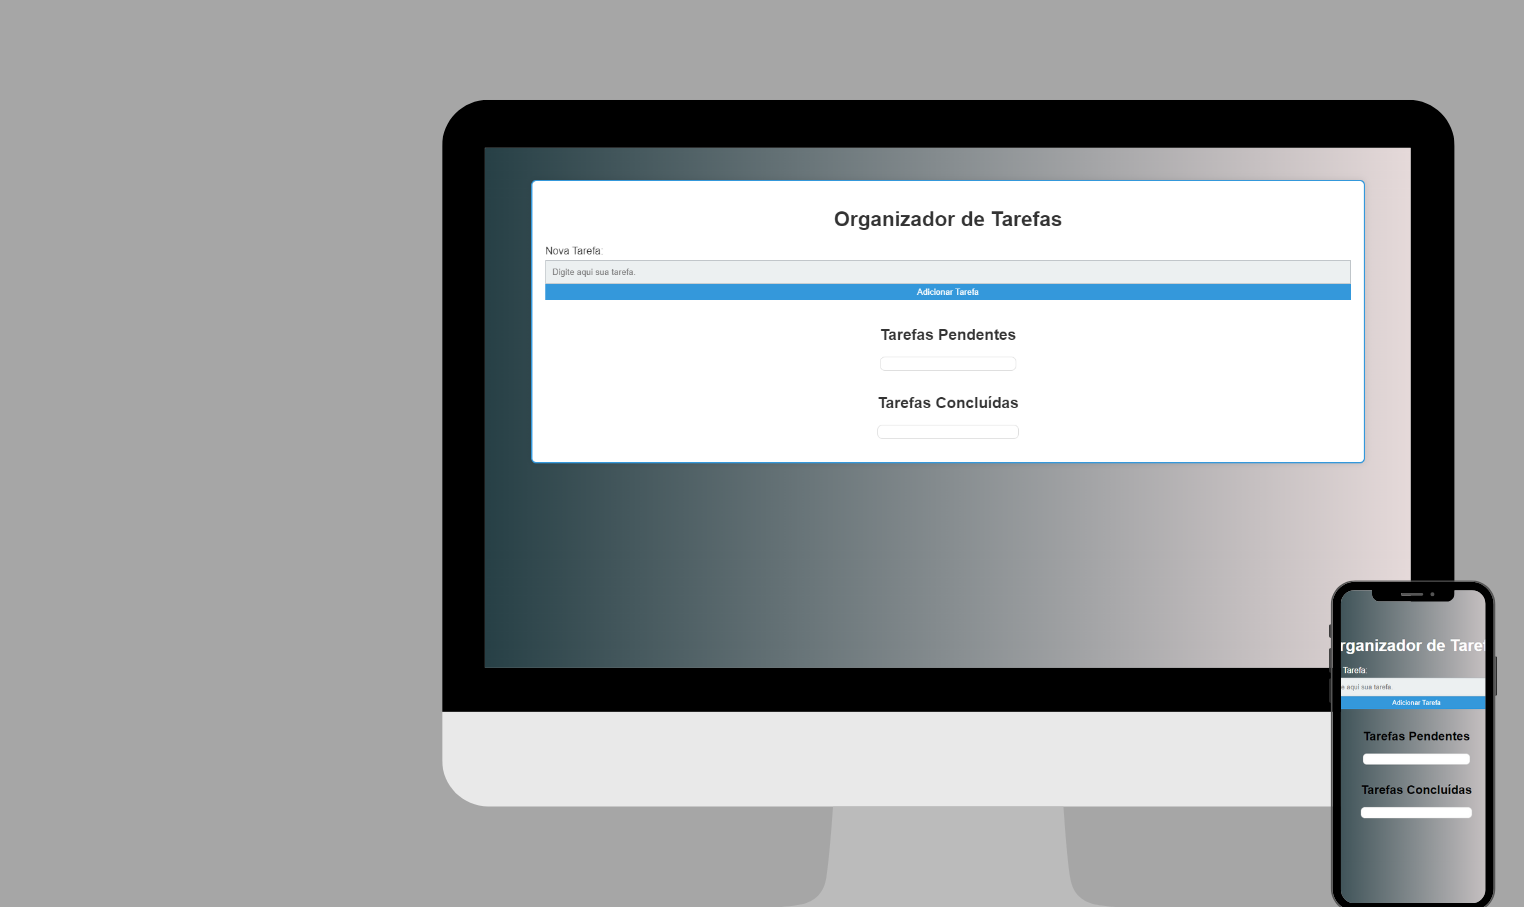 Organizador de Tarefas
Nova Tarefa:
Digite aqui sua tarefa.
Adicionar Tarefa
Tarefas Pendentes
Tarefas Concluídas
rganizador de Taref
Tarefa:
e aqui sua tarefa.
Adicionar Tarefa
Tarefas Pendentes
Tarefas Concluídas